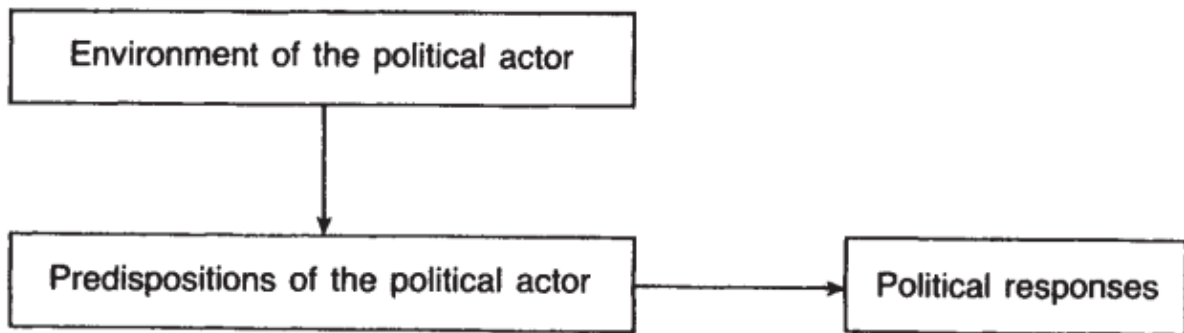 Environment of the political actor
Predispositions of the political actor
Political responses